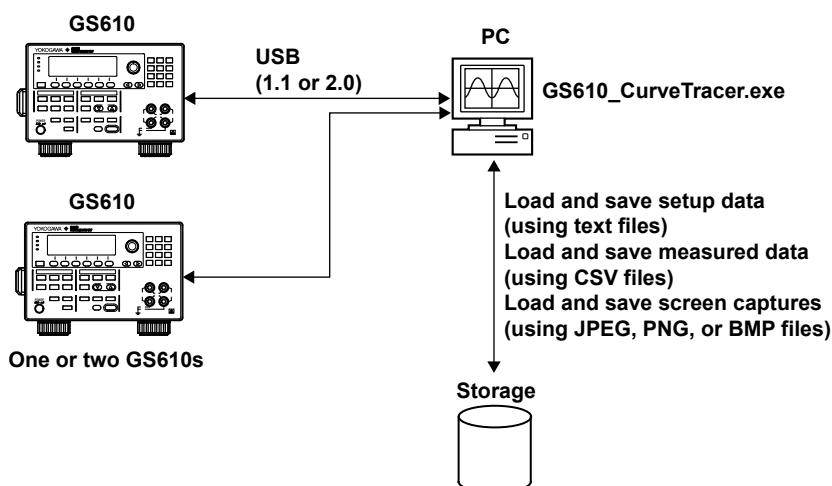 GS610
YOKOGAWA
USB
(1.1 or 2.0)
PC
GS610_CurveTracer.exe
GS610
YOKOGAWA
One or two GS610s
Load and save setup data
(using text files)
Load and save measured data
(using CSV files)
Load and save screen captures
(using JPEG, PNG, or BMP files)
Storage